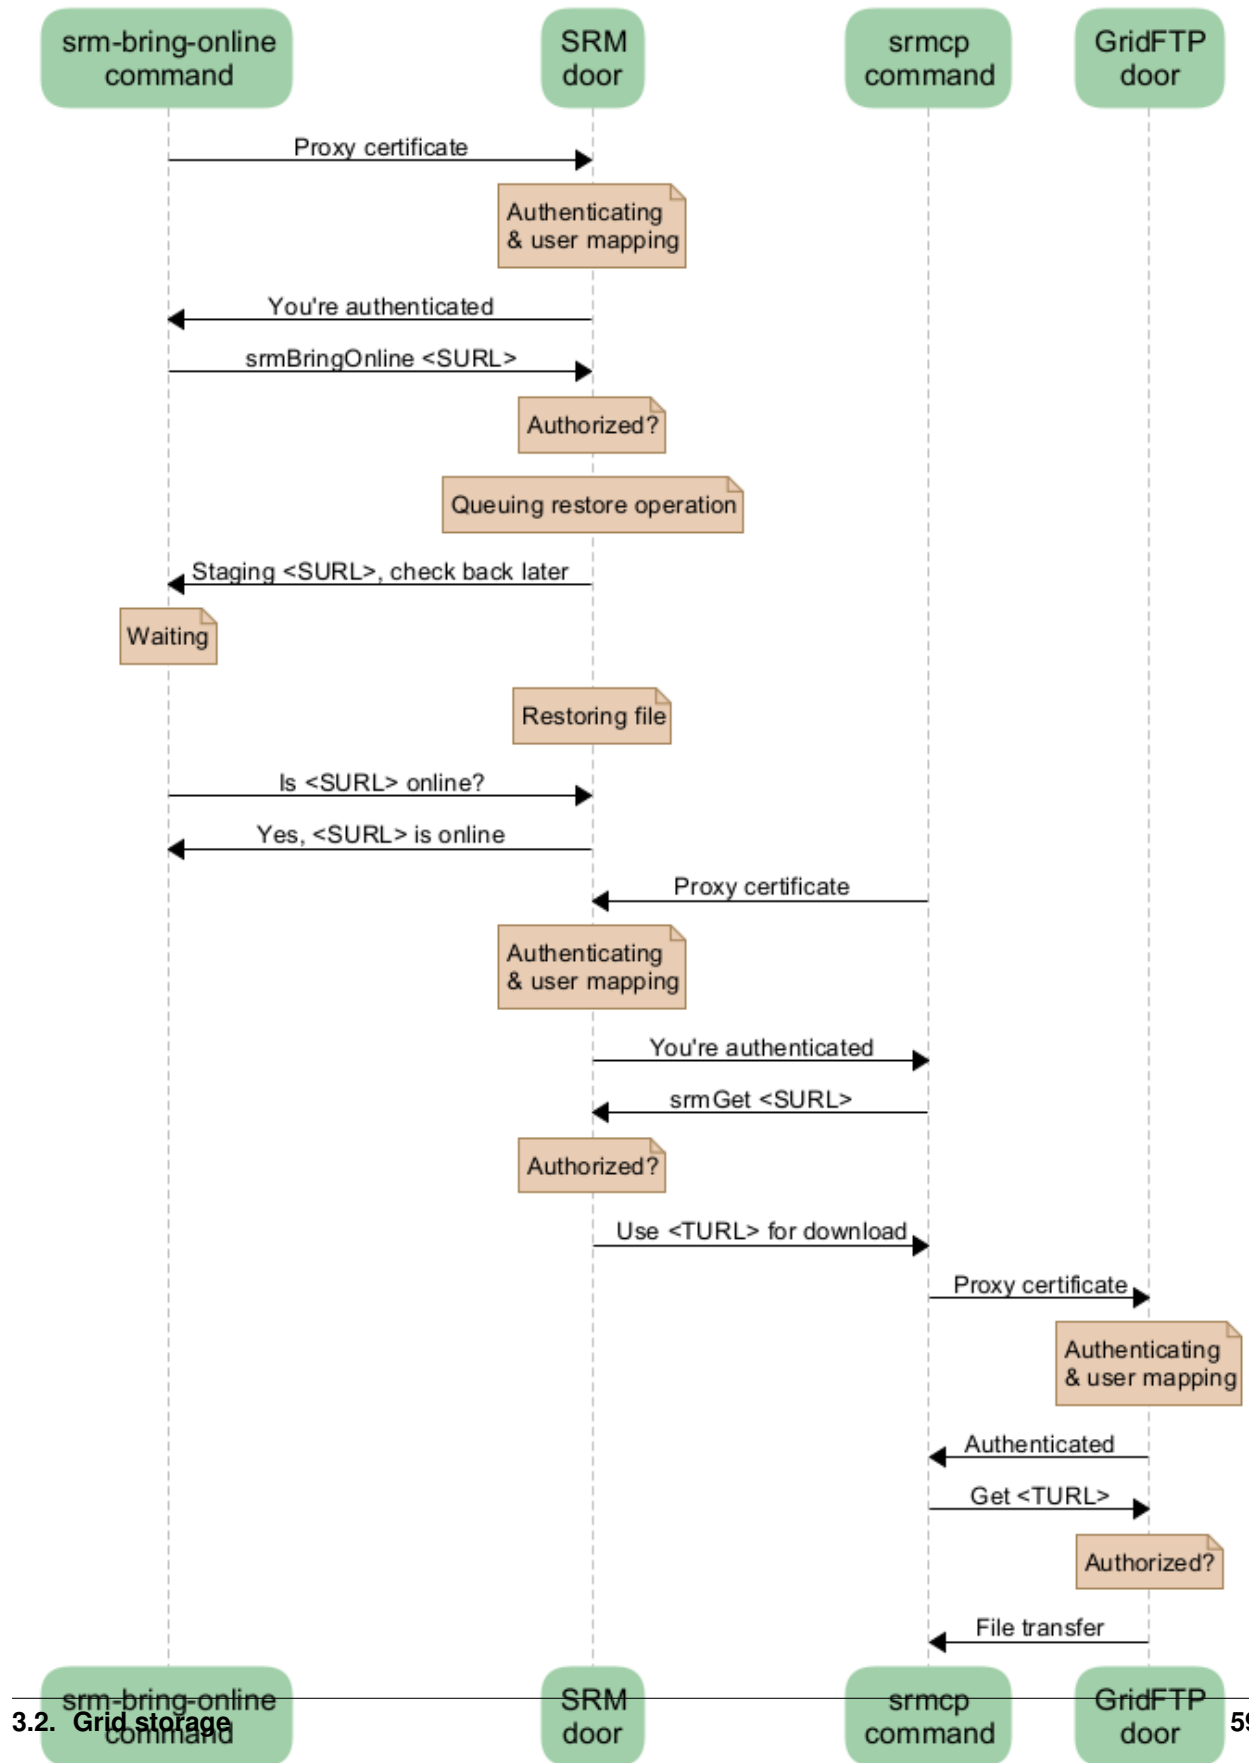 srm-bring-online
command
SRM
door
srmcp
command
GridFTP
door
Proxy certificate
Authenticating
& user mapping
You're authenticated
srmBringOnline <SURL>
Authorized?
Queuing restore operation
Staging <SURL>, check back later
Waiting
Restoring file
Is <SURL> online?
Yes, <SURL> is online
Proxy certificate
Authenticating
& user mapping
You're authenticated
srmGet <SURL>
Authorized?
Use <TURL> for download
Proxy certificate
Authenticating
& user mapping
Authenticated
Get <TURL>
Authorized?
File transfer
srm-bring-online
command
SRM
door
srmcp
command
GridFTP
door
3.2. Grid storage
59